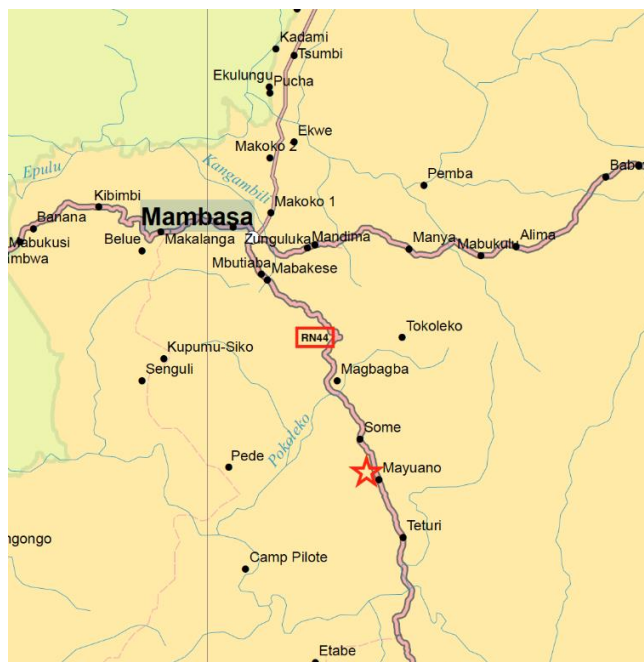 Kadami
Tsumbi
Ekulungu
Pucha
Ekwe
Makoko 2
Epulu
Kangambili
Pemba
Baba
Kibimbi
Makoko 1
Banana
Mambasa
Mabukusi
Makalanga
Zunguluka
Mandima
Manya
Mabukulu
Alima
imbwa
Belue
Mbutiaba
Mabakese
RN44
Tokoleko
Kupumu-Siko
Senguli
Magbagba
Some
Pokoleko
Pede
Mayuano
Teturi
ngongo
Camp Pilote
Etabe